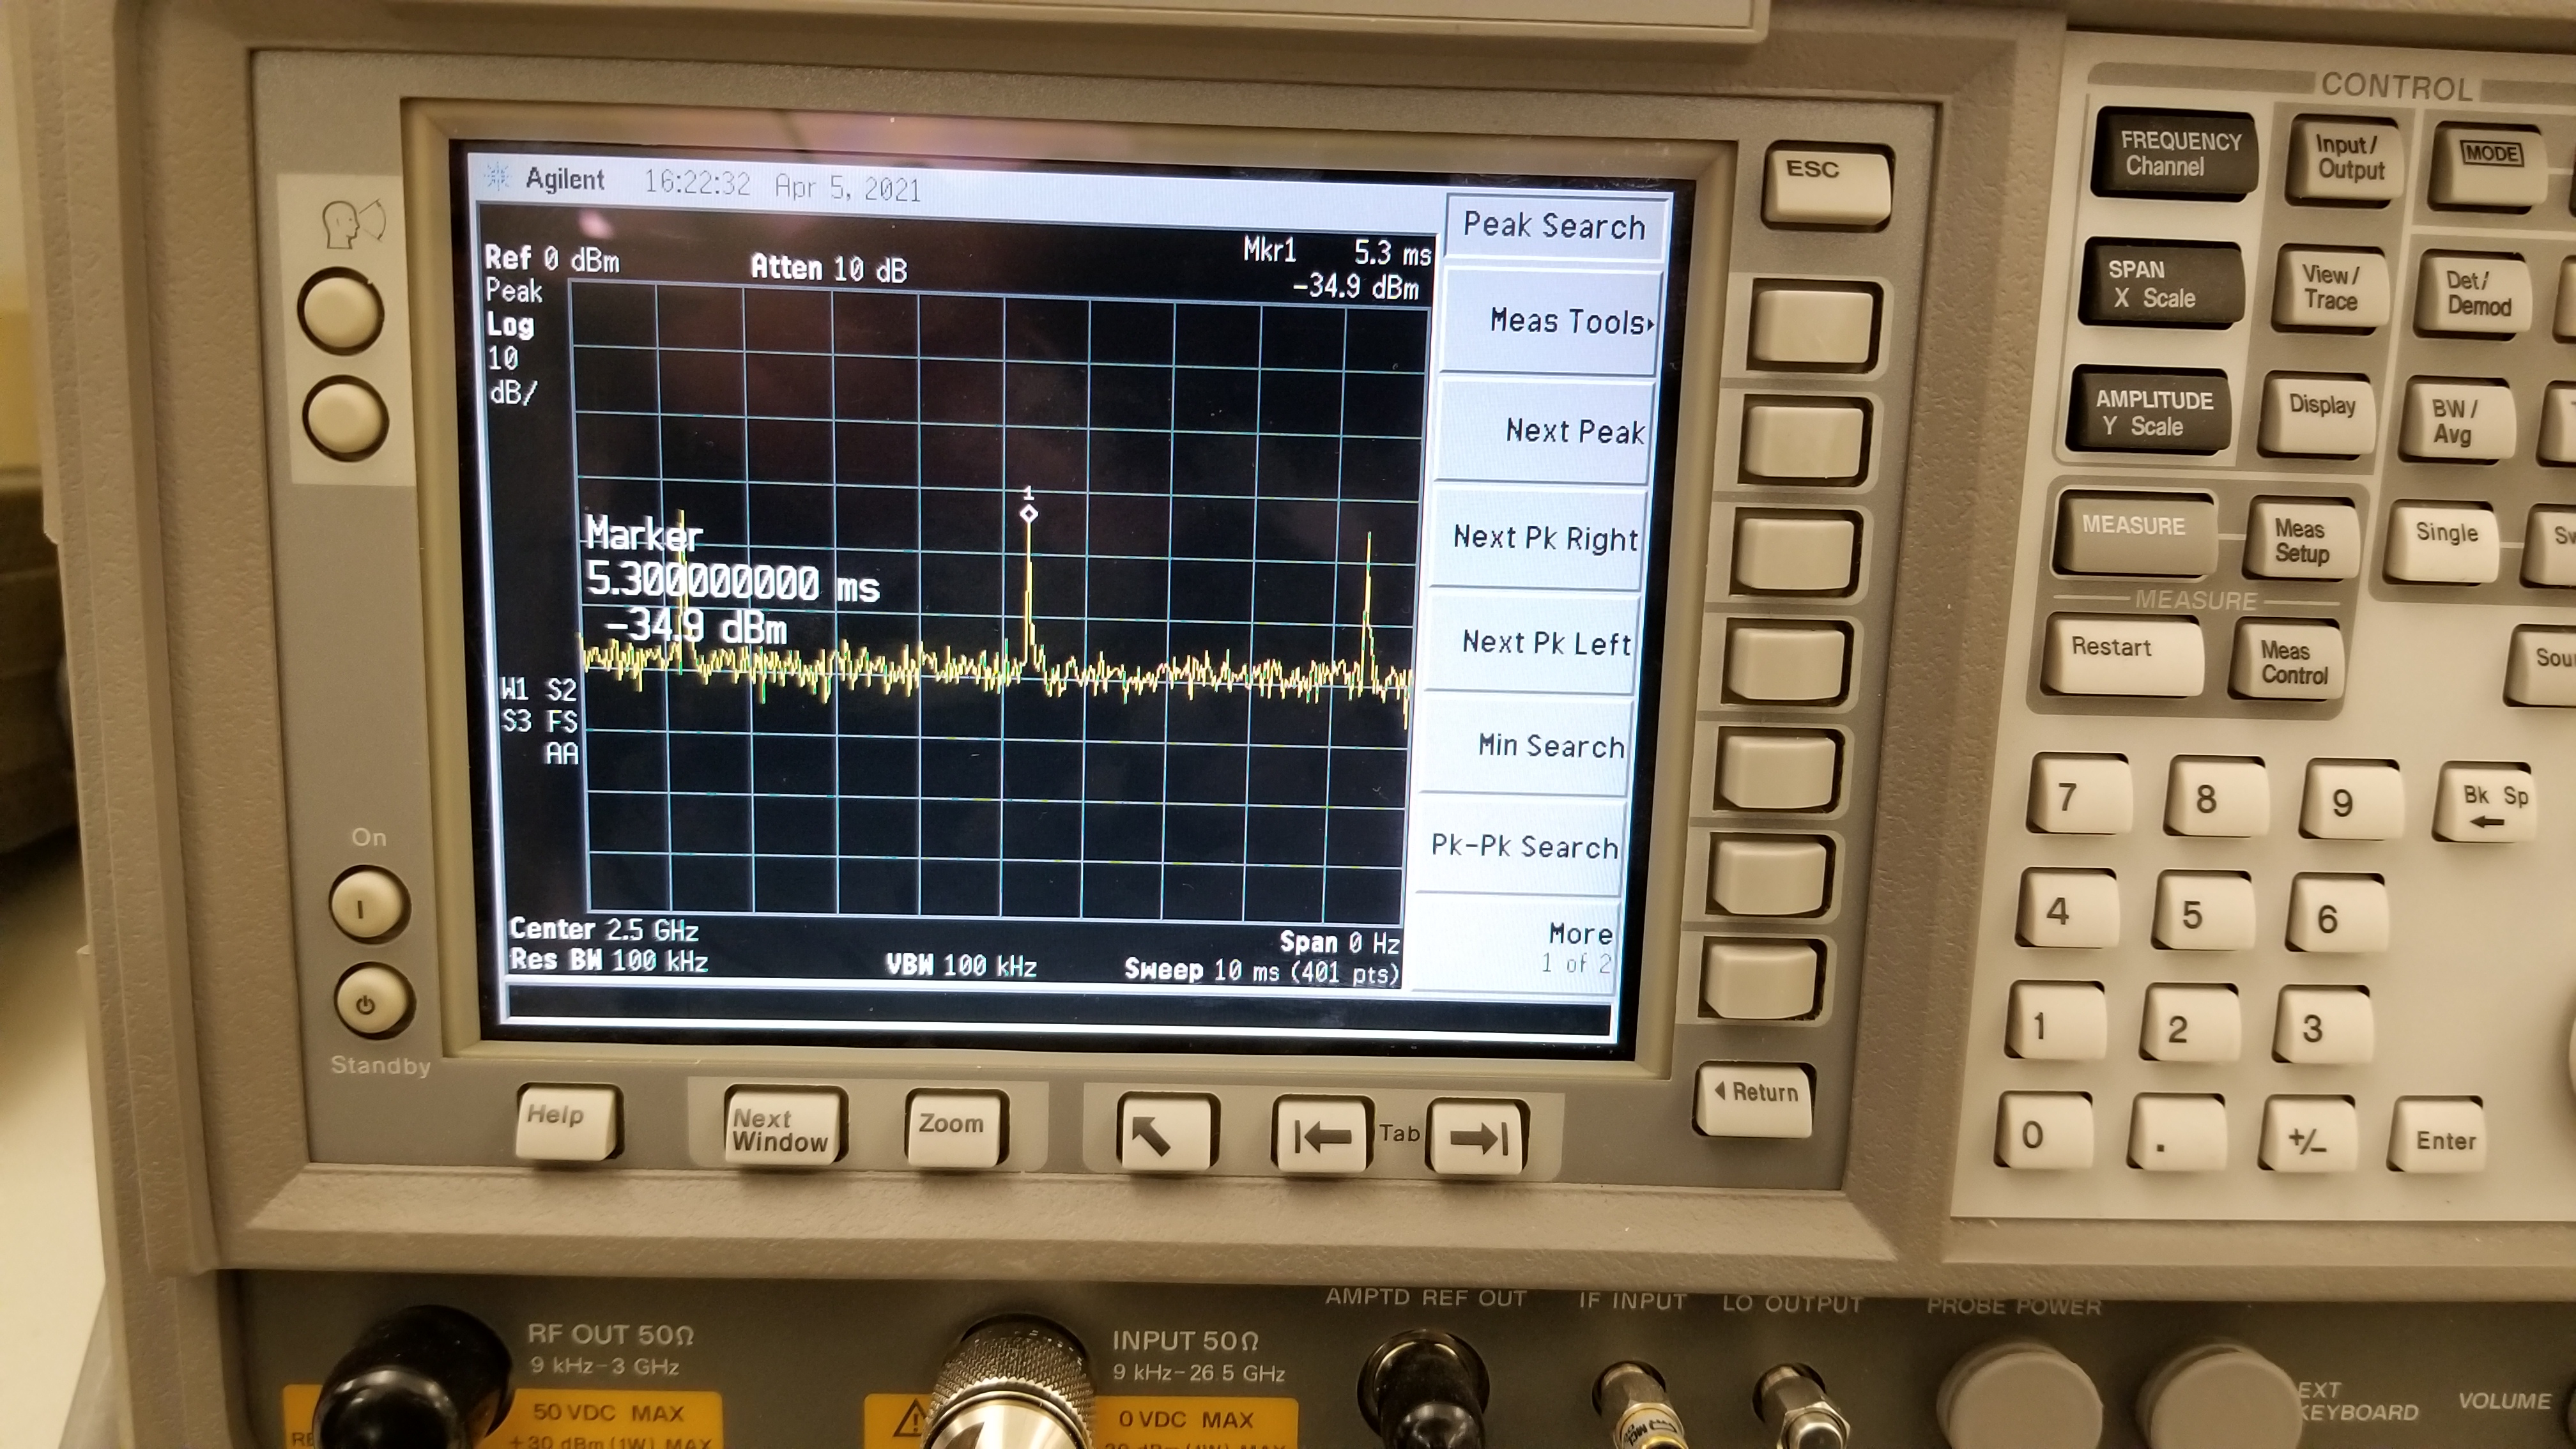 Agilent 16:22:32 Apr 5, 2021
Ref 0 dBm Atten 10 dB Mkr1 5.3 ms
-34.9 dBm
Peak
Log
10
dB/
1
Marker
5.300000000 ms
-34.9 dBm
W1 S2
S3 FS
AA
Center 2.5 GHz Span 0 Hz
Res BW 100 kHz VBW 100 kHz Sweep 10 ms (401 pts)
Peak Search
Meas Tools
Next Peak
Next Pk Right
Next Pk Left
Min Search
Pk-Pk Search
More
1 of 2
ESC
Return
On
Standby
Help
Next
Window
Zoom
Tab
CONTROL
FREQUENCY
Channel
Input/
Output
MODE
SPAN
X Scale
View/
Trace
Det/
Demod
AMPLITUDE
Y Scale
Display
BW/
Avg
MEASURE
Meas
Setup
Single
MEASURE
Restart
Meas
Control
7 8 9 Bk Sp
4 5 6
1 2 3
0 . +/- Enter
RF OUT 50Ω
9 kHz-3 GHz
50 VDC MAX
+30 dBm (1W) MAX
INPUT 50Ω
9 kHz-26.5 GHz
0 VDC MAX
AMPTD REF OUT
IF INPUT
LO OUTPUT
PROBE POWER
EXT
KEYBOARD
VOLUME